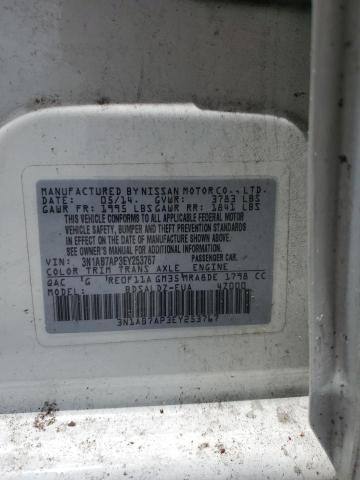 MANUFACTURED BY NISSAN MOTOR CO., LTD.
DATE: 05/14. GVWR: 3783 LBS
GAWR FR: 1995 LBS GAWR RR: 1841 LBS
THIS VEHICLE CONFORMS TO ALL APPLICABLE FEDERAL MOTOR
VEHICLE SAFETY, BUMPER AND THEFT PREVENTION STANDARDS
IN EFFECT ON THE DATE OF MANUFACTURE SHOWN ABOVE.
SEE OWNER'S MANUAL FOR ADDITIONAL INFORMATION.
VIN: 3N1AB7AP3EY253767 PASSENGER CAR.
COLOR TRIM TRANS AXLE ENGINE
QAC G RE0F11A GM35 MRA8DE 1798 CC
MODEL: BDSALDZ-EUA 4Z000
3N1AB7AP3EY253767